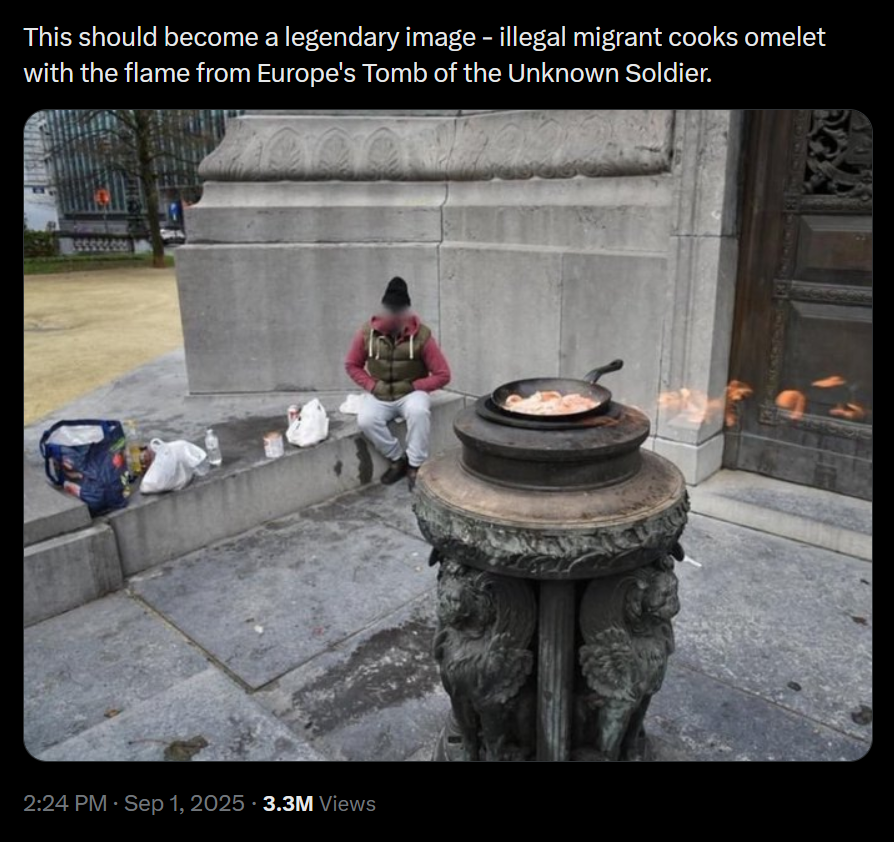 This should become a legendary image - illegal migrant cooks omelet
with the flame from Europe's Tomb of the Unknown Soldier.
2:24 PM · Sep 1, 2025 · 3.3M Views